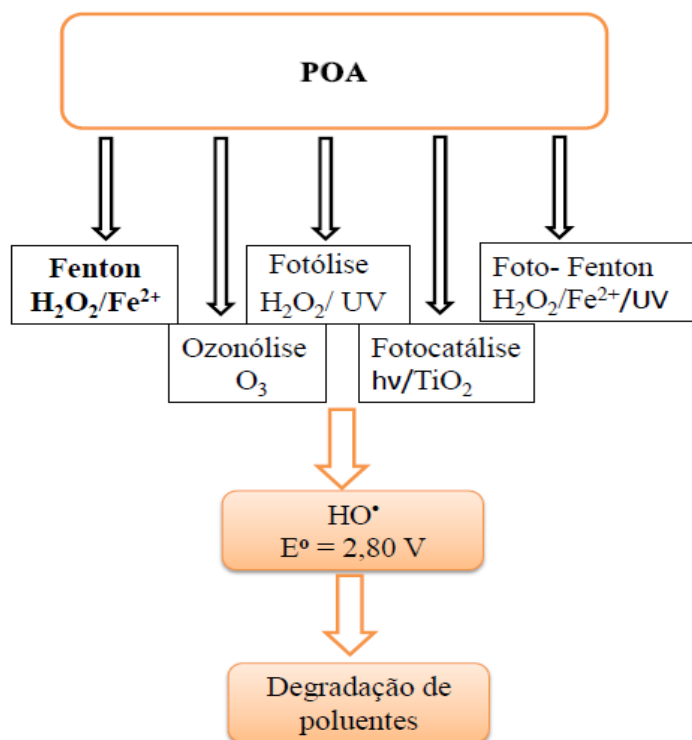 POA
Fenton
H₂O₂/Fe²⁺
Fotólise
H₂O₂/ UV
Foto- Fenton
H₂O₂/Fe²⁺/UV
Ozonólise
O₃
Fotocatálise
hν/TiO₂
HO•
Eº = 2,80 V
Degradação de
poluentes